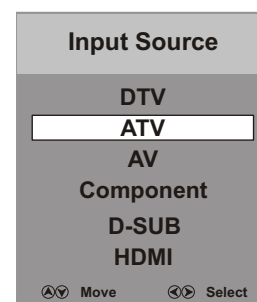 Input Source
DTV
ATV
AV
Component
D-SUB
HDMI
Move Select